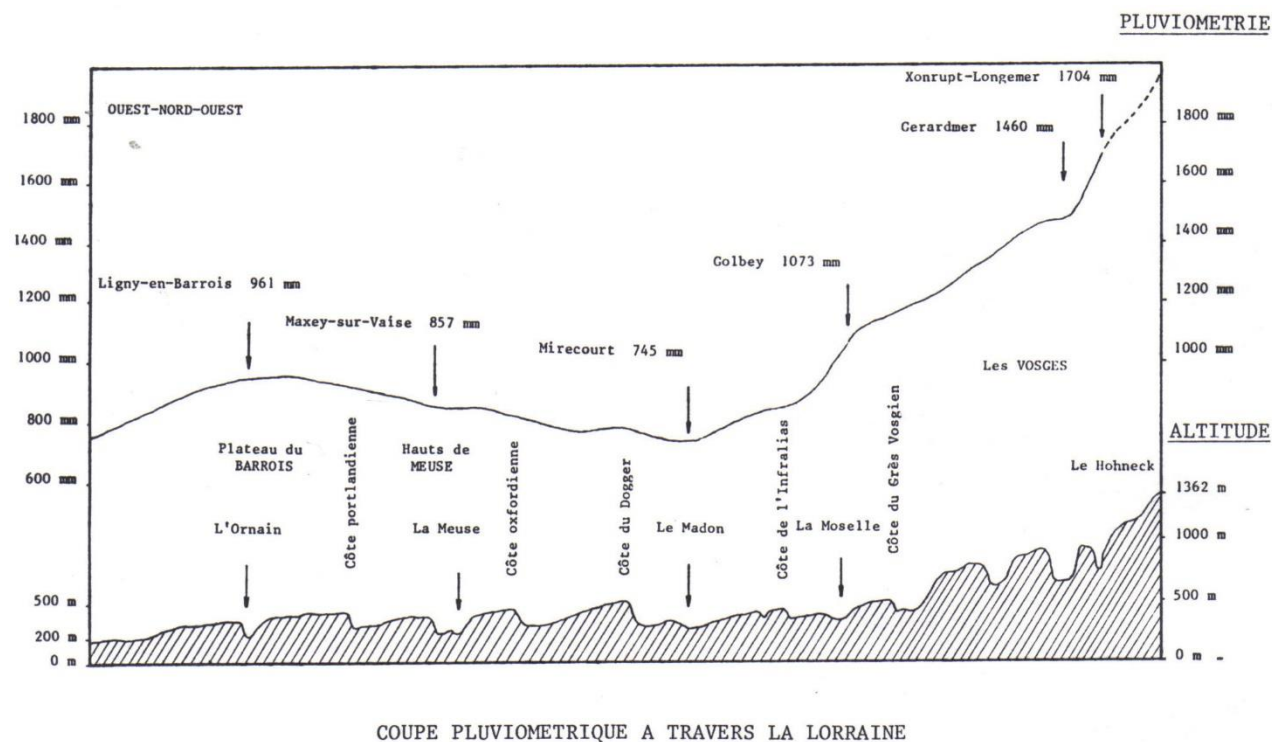 PLUVIOMETRIE
Xonrupt-Longemer 1704 mm
OUEST-NORD-OUEST
1800 mm
1800 mm
Gerardmer 1460 mm
1600 mm
1600 mm
1400 mm
1400 mm
Golbey 1073 mm
Ligny-en-Barrois 961 mm
1200 mm
1200 mm
Maxey-sur-Vaise 857 mm
Mirecourt 745 mm
1000 mm
1000 mm
Les VOSGES
800 mm
ALTITUDE
Plateau du
BARROIS
Hauts de
MEUSE
600 mm
Le Hohneck
1362 m
Côte portlandienne
Côte oxfordienne
Côte du Dogger
Côte de l'Infralias
Côte du Grès Vosgien
L'Ornain
La Meuse
Le Madon
La Moselle
1000 m
500 m
500 m
200 m
0 m
0 m
COUPE PLUVIOMETRIQUE A TRAVERS LA LORRAINE